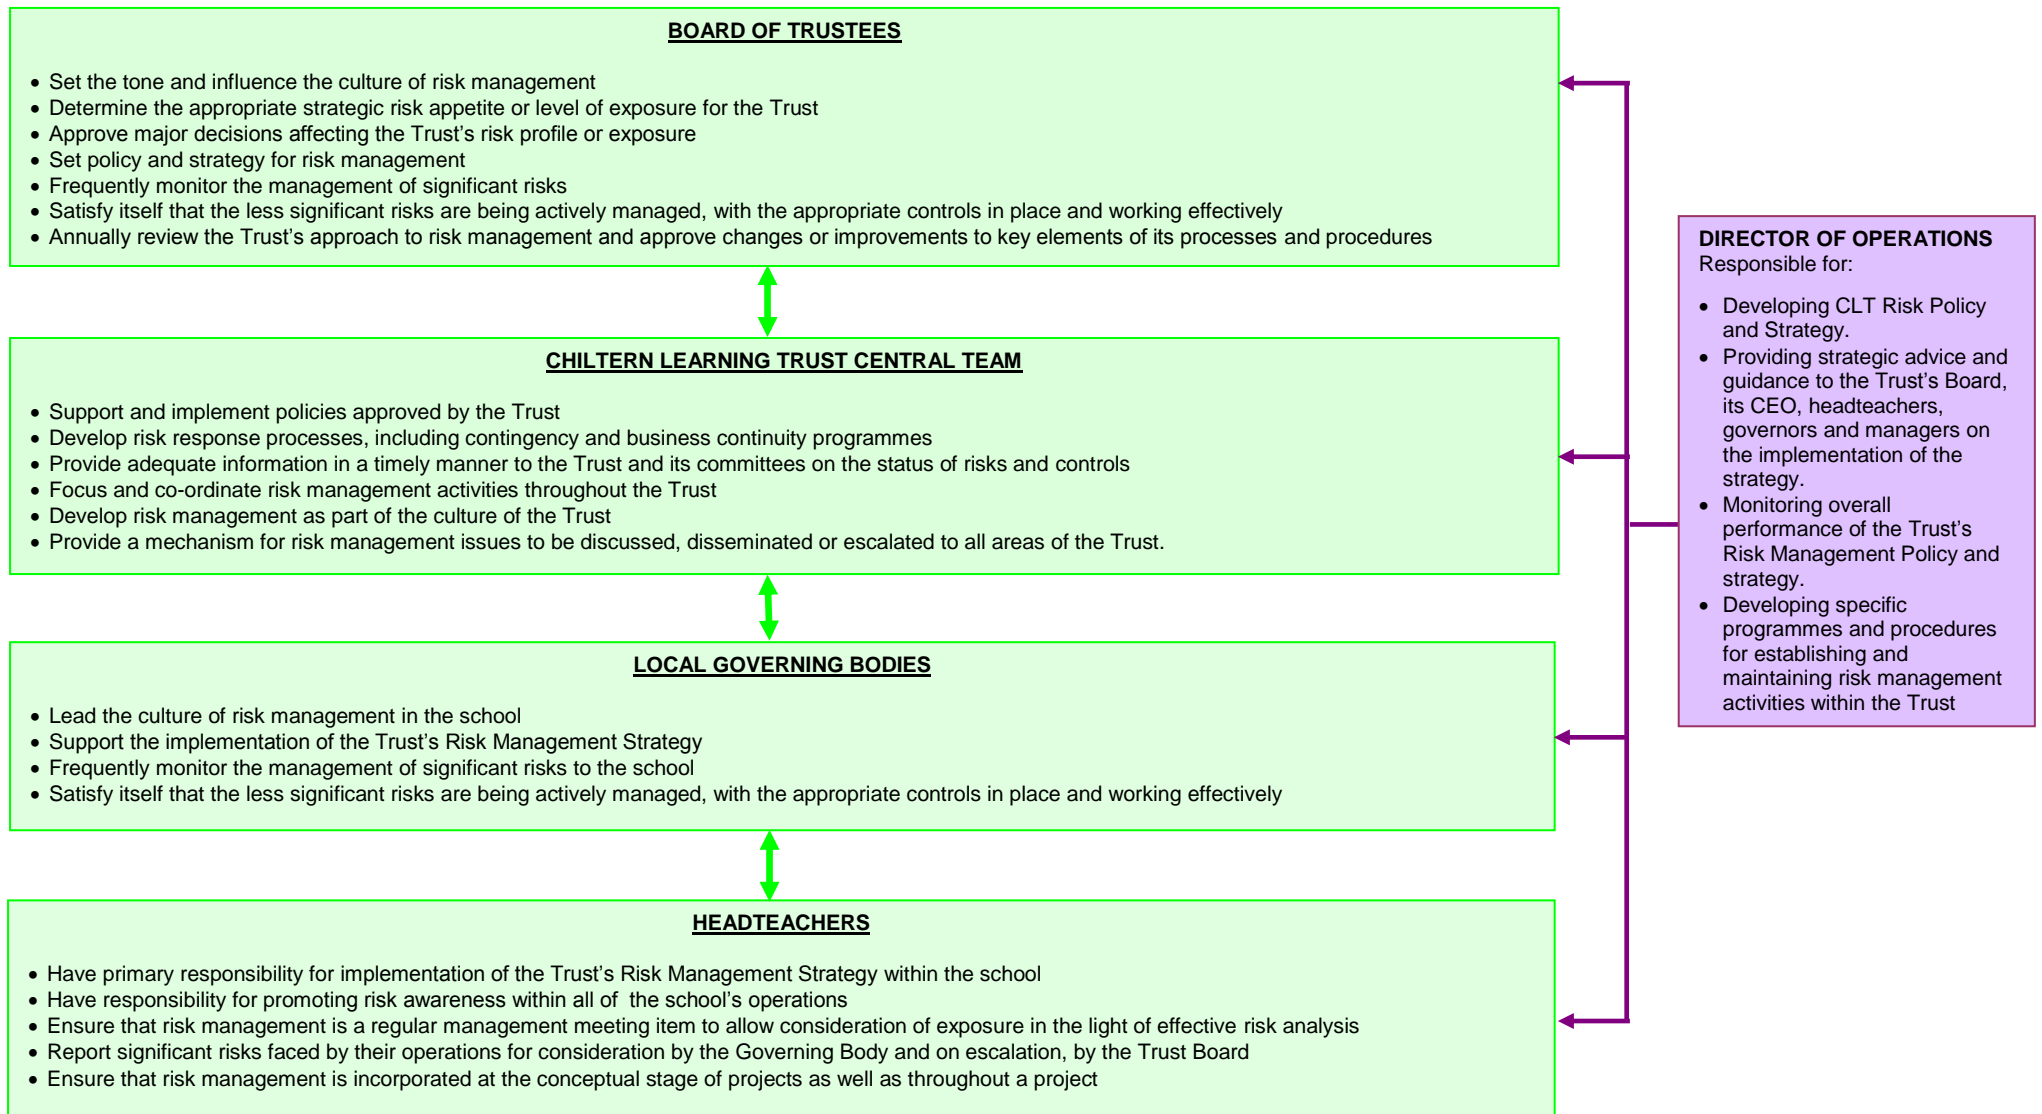 BOARD OF TRUSTEES
• Set the tone and influence the culture of risk management
• Determine the appropriate strategic risk appetite or level of exposure for the Trust
• Approve major decisions affecting the Trust’s risk profile or exposure
• Set policy and strategy for risk management
• Frequently monitor the management of significant risks
• Satisfy itself that the less significant risks are being actively managed, with the appropriate controls in place and working effectively
• Annually review the Trust’s approach to risk management and approve changes or improvements to key elements of its processes and procedures
CHILTERN LEARNING TRUST CENTRAL TEAM
• Support and implement policies approved by the Trust
• Develop risk response processes, including contingency and business continuity programmes
• Provide adequate information in a timely manner to the Trust and its committees on the status of risks and controls
• Focus and co-ordinate risk management activities throughout the Trust
• Develop risk management as part of the culture of the Trust
• Provide a mechanism for risk management issues to be discussed, disseminated or escalated to all areas of the Trust.
LOCAL GOVERNING BODIES
• Lead the culture of risk management in the school
• Support the implementation of the Trust’s Risk Management Strategy
• Frequently monitor the management of significant risks to the school
• Satisfy itself that the less significant risks are being actively managed, with the appropriate controls in place and working effectively
HEADTEACHERS
• Have primary responsibility for implementation of the Trust’s Risk Management Strategy within the school
• Have responsibility for promoting risk awareness within all of the school’s operations
• Ensure that risk management is a regular management meeting item to allow consideration of exposure in the light of effective risk analysis
• Report significant risks faced by their operations for consideration by the Governing Body and on escalation, by the Trust Board
• Ensure that risk management is incorporated at the conceptual stage of projects as well as throughout a project
DIRECTOR OF OPERATIONS
Responsible for:
• Developing CLT Risk Policy
and Strategy.
• Providing strategic advice and
guidance to the Trust’s Board,
its CEO, headteachers,
governors and managers on
the implementation of the
strategy.
• Monitoring overall
performance of the Trust’s
Risk Management Policy and
strategy.
• Developing specific
programmes and procedures
for establishing and
maintaining risk management
activities within the Trust